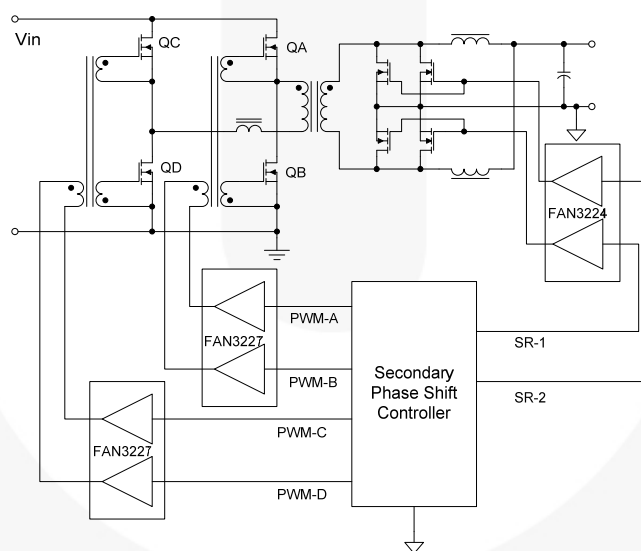 Vin
QC
QA
QD
QB
FAN3224
PWM-A
FAN3227
PWM-B
Secondary
Phase Shift
Controller
SR-1
SR-2
PWM-C
FAN3227
PWM-D